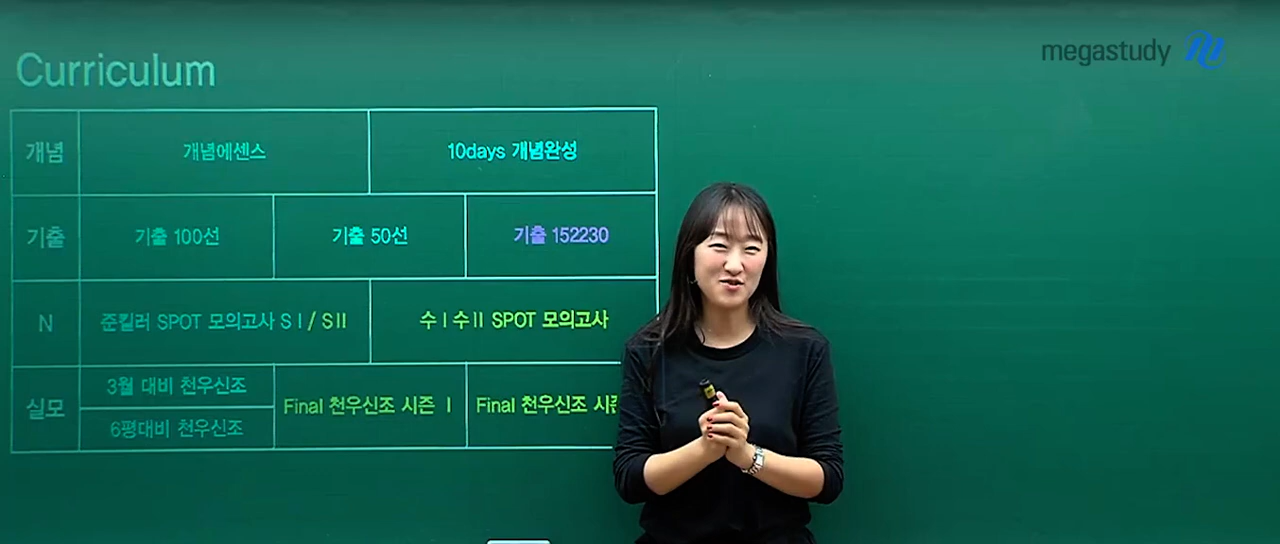 megastudy
Curriculum
개념
개념에센스
10days 개념완성
기출
기출 100선
기출 50선
기출 152230
N
준킬러 SPOT 모의고사 S I / S II
수 I 수 II SPOT 모의고사
실모
3월 대비 천우신조
6평대비 천우신조
Final 천우신조 시즌 I
Final 천우신조